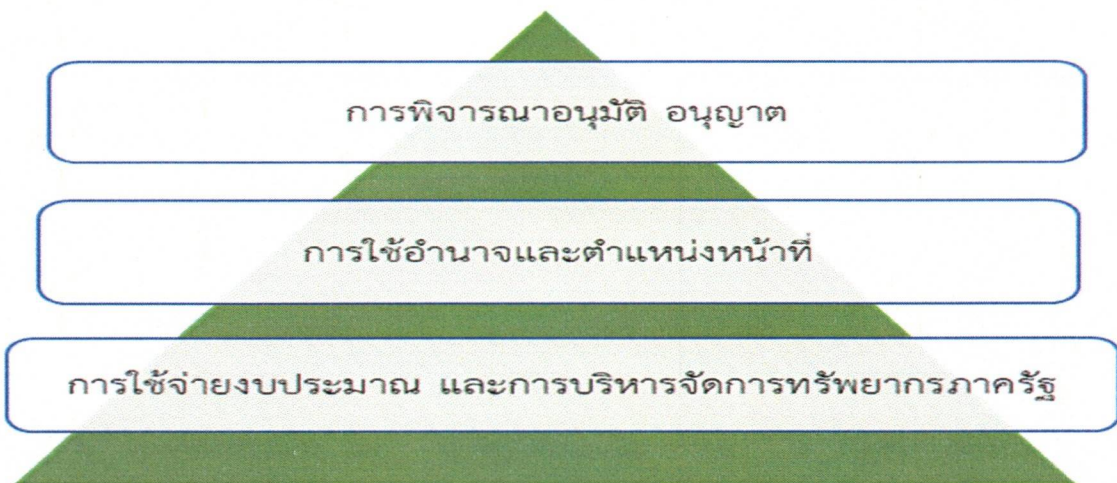 การพิจารณาอนุมัติ อนุญาต
การใช้อำนาจและตำแหน่งหน้าที่
การใช้จ่ายงบประมาณ และการบริหารจัดการทรัพยากรภาครัฐ